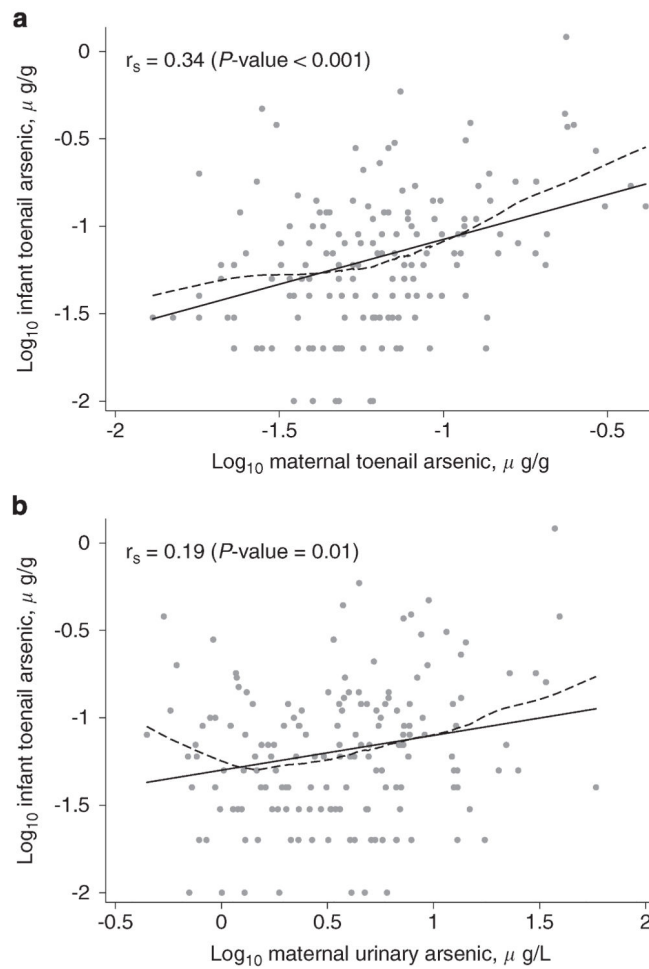 a
r_s = 0.34 (P-value < 0.001)
Log₁₀ infant toenail arsenic, μ g/g
0
-0.5
-1
-1.5
-2
-2 -1.5 -1 -0.5
Log₁₀ maternal toenail arsenic, μ g/g
b
r_s = 0.19 (P-value = 0.01)
Log₁₀ infant toenail arsenic, μ g/g
0
-0.5
-1
-1.5
-2
-0.5 0 0.5 1 1.5 2
Log₁₀ maternal urinary arsenic, μ g/L